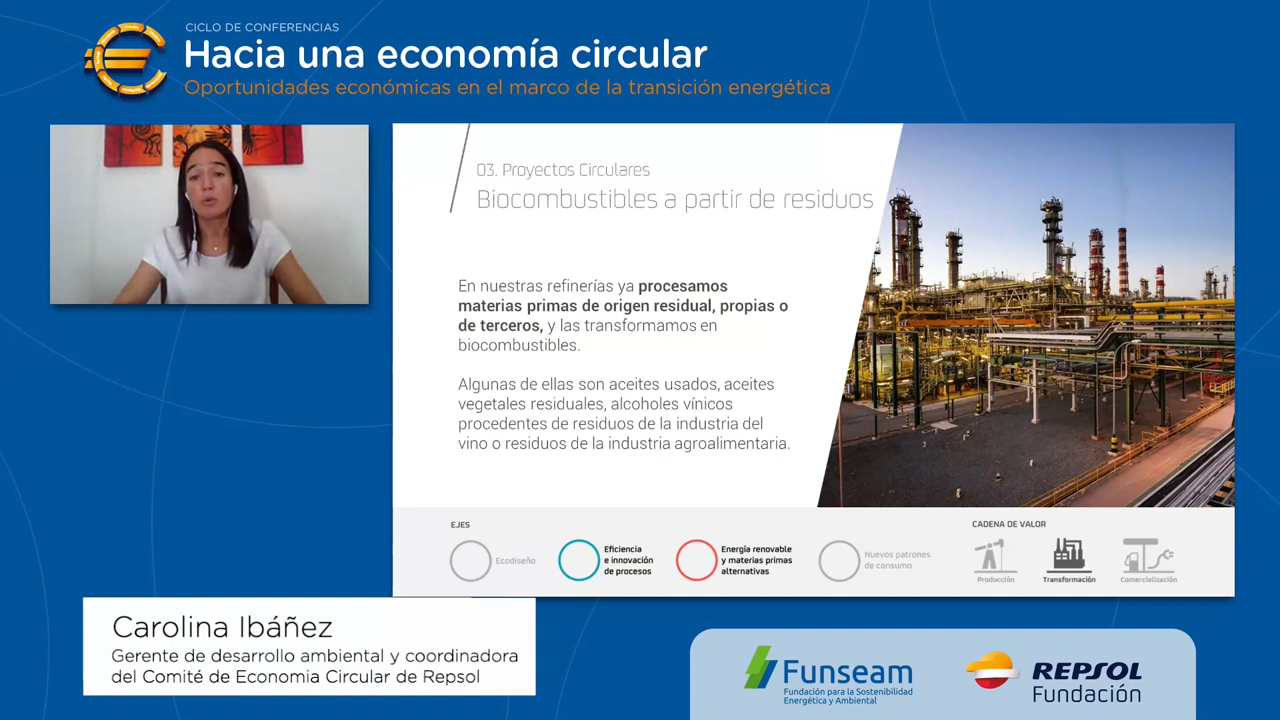 CICLO DE CONFERENCIAS
Hacia una economía circular
Oportunidades económicas en el marco de la transición energética
03. Proyectos Circulares
Biocombustibles a partir de residuos
En nuestras refinerías ya procesamos
materias primas de origen residual, propias o
de terceros, y las transformamos en
biocombustibles.
Algunas de ellas son aceites usados, aceites
vegetales residuales, alcoholes vínicos
procedentes de residuos de la industria del
vino o residuos de la industria agroalimentaria.
EJES
Ecodiseño
Eficiencia
e innovación
de procesos
Energía renovable
y materias primas
alternativas
Nuevos patrones
de consumo
CADENA DE VALOR
Producción
Transformación
Comercialización
Carolina Ibáñez
Gerente de desarrollo ambiental y coordinadora
del Comité de Economia Circular de Repsol
Funseam
Fundación para la Sostenibilidad
Energética y Ambiental
REPSOL
Fundación